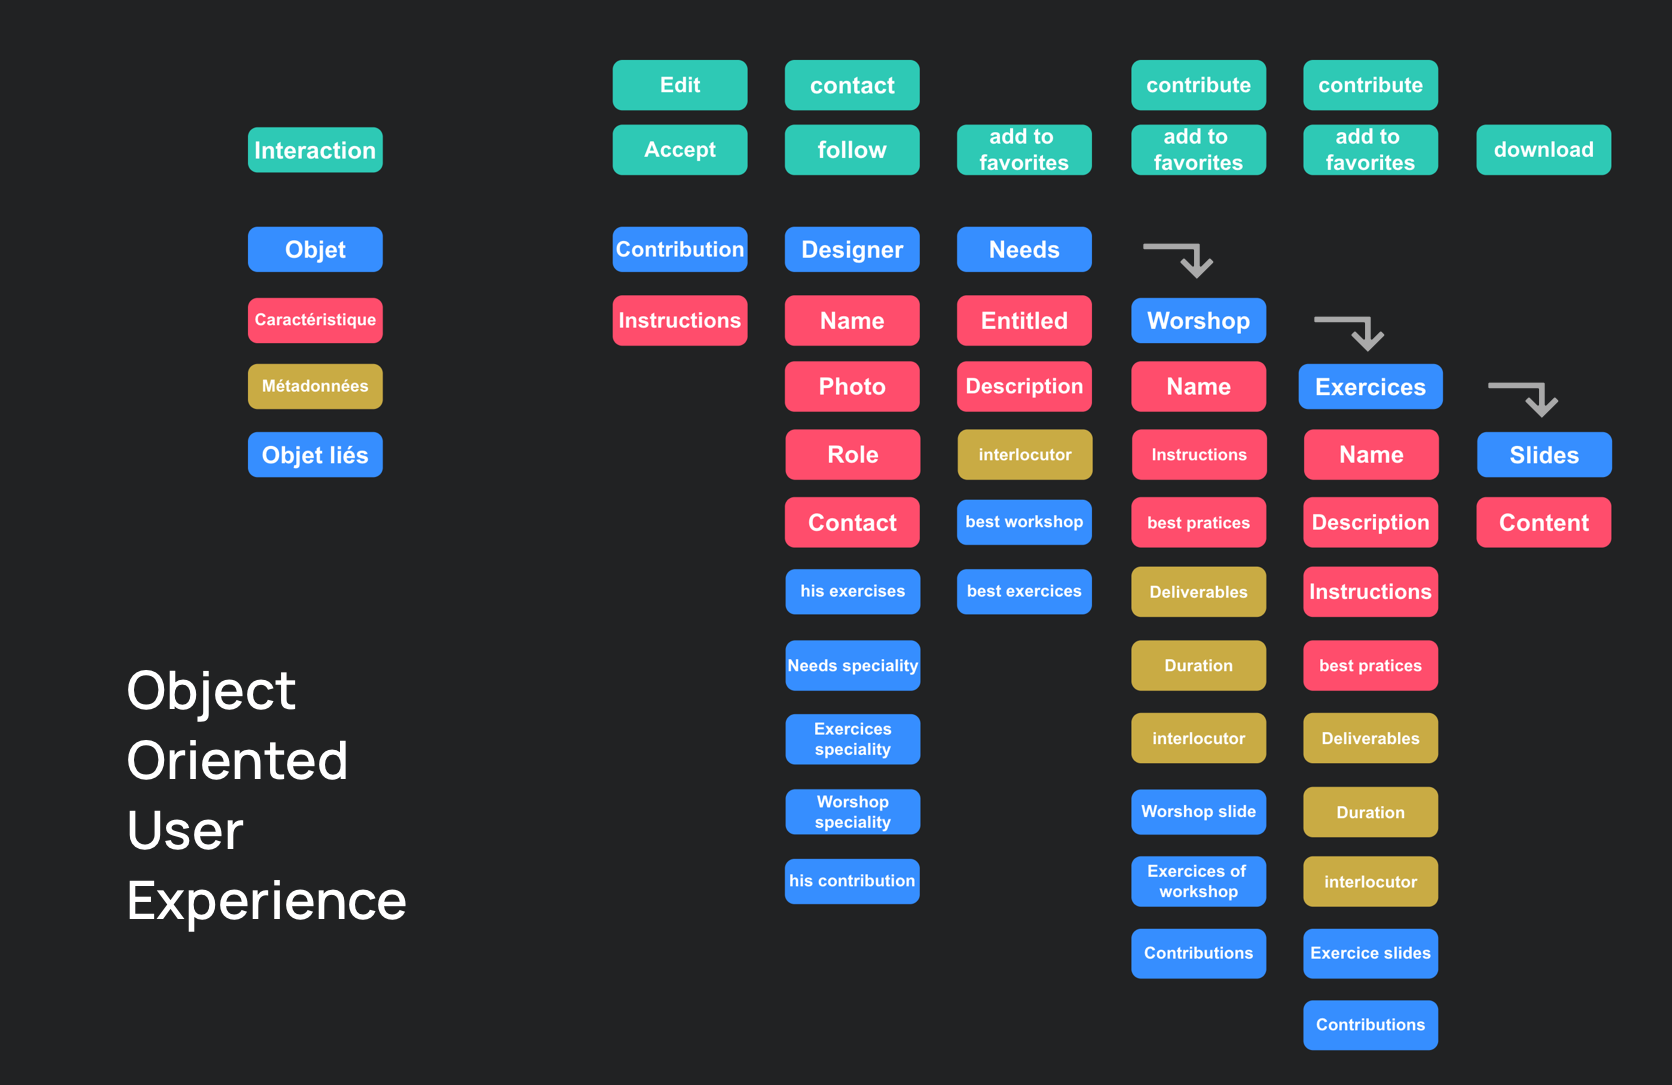 Edit
contact
contribute
contribute
Interaction
Accept
follow
add to
favorites
add to
favorites
add to
favorites
download
Objet
Contribution
Designer
Needs
Caractéristique
Instructions
Name
Entitled
Worshop
Métadonnées
Photo
Description
Name
Exercices
Objet liés
Role
interlocutor
Instructions
Name
Slides
Contact
best workshop
best pratices
Description
Content
his exercises
best exercices
Deliverables
Instructions
Needs speciality
Duration
best pratices
Exercices
speciality
interlocutor
Deliverables
Worshop
speciality
Worshop slide
Duration
his contribution
Exercices of
workshop
interlocutor
Contributions
Exercice slides
Contributions
Object
Oriented
User
Experience